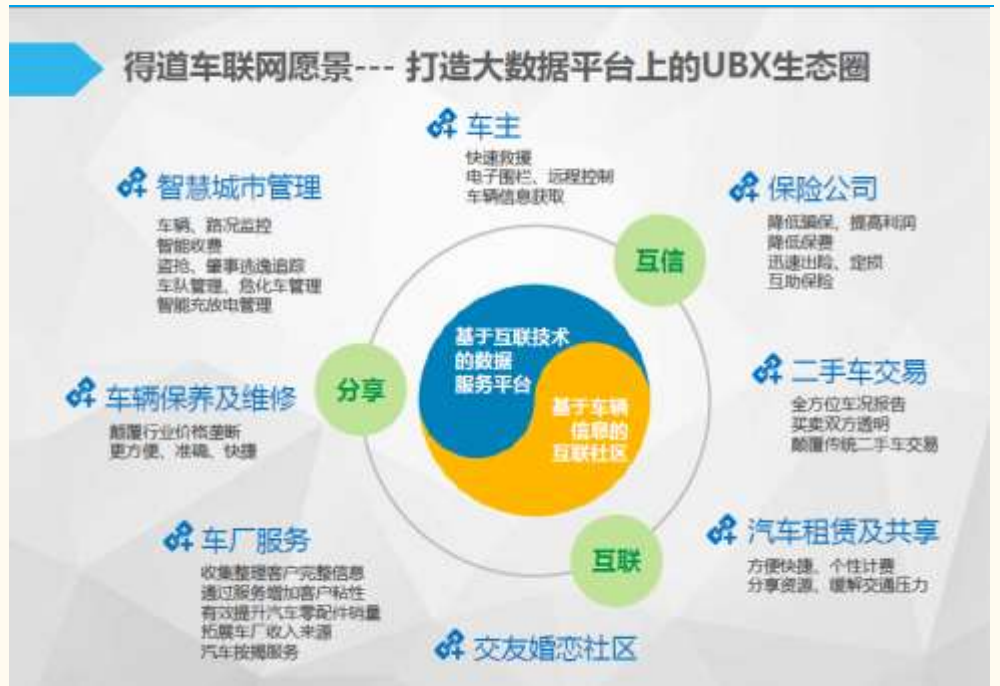 得道车联网愿景--- 打造大数据平台上的UBX生态圈
车主
快速救援
电子围栏、远程控制
车辆信息获取
智慧城市管理
车辆、路况监控
智能收费
盗抢、肇事逃逸追踪
车队管理、危化车管理
智能充放电管理
保险公司
降低骗保，提高利润
降低保费
迅速出险、定损
互助保险
互信
基于互联技术
的数据
服务平台
基于车辆
信息的
互联社区
分享
车辆保养及维修
颠覆行业价格垄断
更方便、准确、快捷
二手车交易
全方位车况报告
买卖双方透明
颠覆传统二手车交易
车厂服务
收集整理客户完整信息
通过服务增加客户粘性
有效提升汽车零配件销量
拓展车厂收入来源
汽车按揭服务
互联
汽车租赁及共享
方便快捷、个性计费
分享资源、缓解交通压力
交友婚恋社区